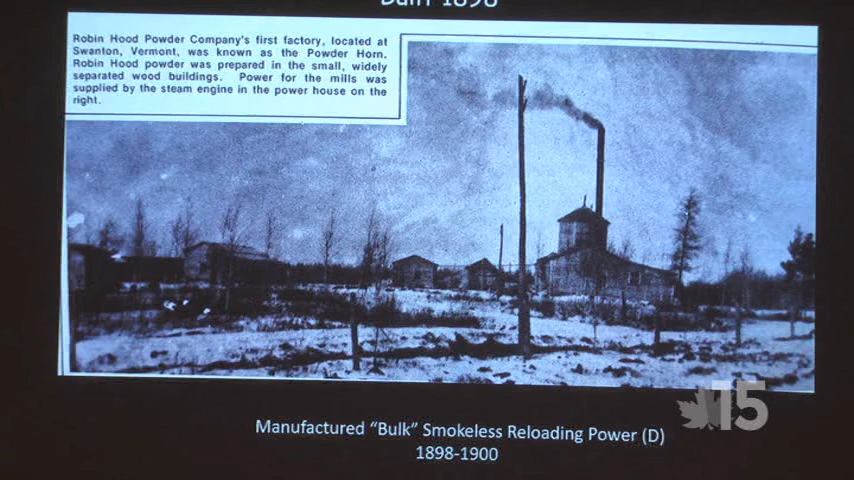 Robin Hood Powder Company's first factory, located at
Swanton, Vermont, was known as the Powder Horn.
Robin Hood powder was prepared in the small, widely
separated wood buildings. Power for the mills was
supplied by the steam engine in the power house on the
right.
Manufactured "Bulk" Smokeless Reloading Power (D)
1898-1900
15